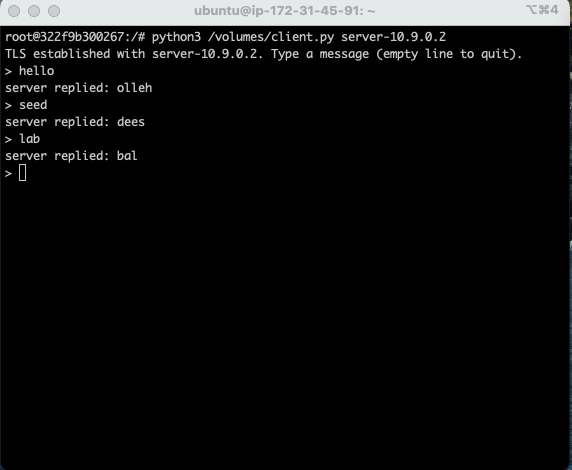 ubuntu@ip-172-31-45-91: ~
⌥⌘4
root@322f9b300267:/# python3 /volumes/client.py server-10.9.0.2
TLS established with server-10.9.0.2. Type a message (empty line to quit).
> hello
server replied: olleh
> seed
server replied: dees
> lab
server replied: bal
>